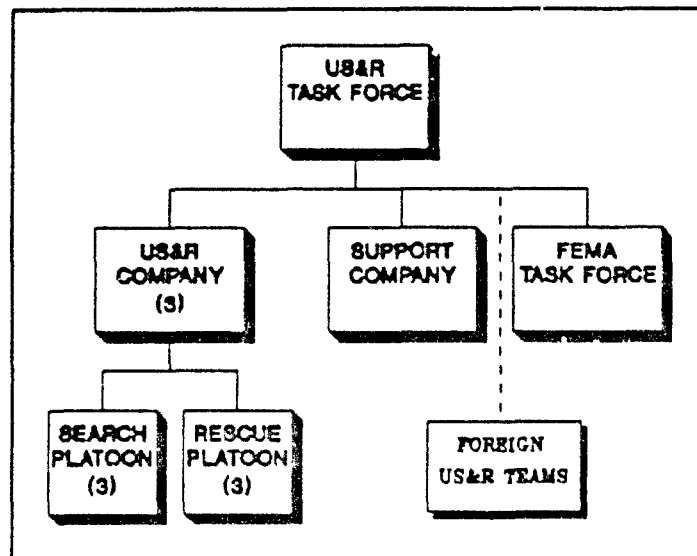 US&R
TASK FORCE
US&R
COMPANY
(3)
SUPPORT
COMPANY
FEMA
TASK FORCE
SEARCH
PLATOON
(3)
RESCUE
PLATOON
(3)
FOREIGN
US&R TEAMS